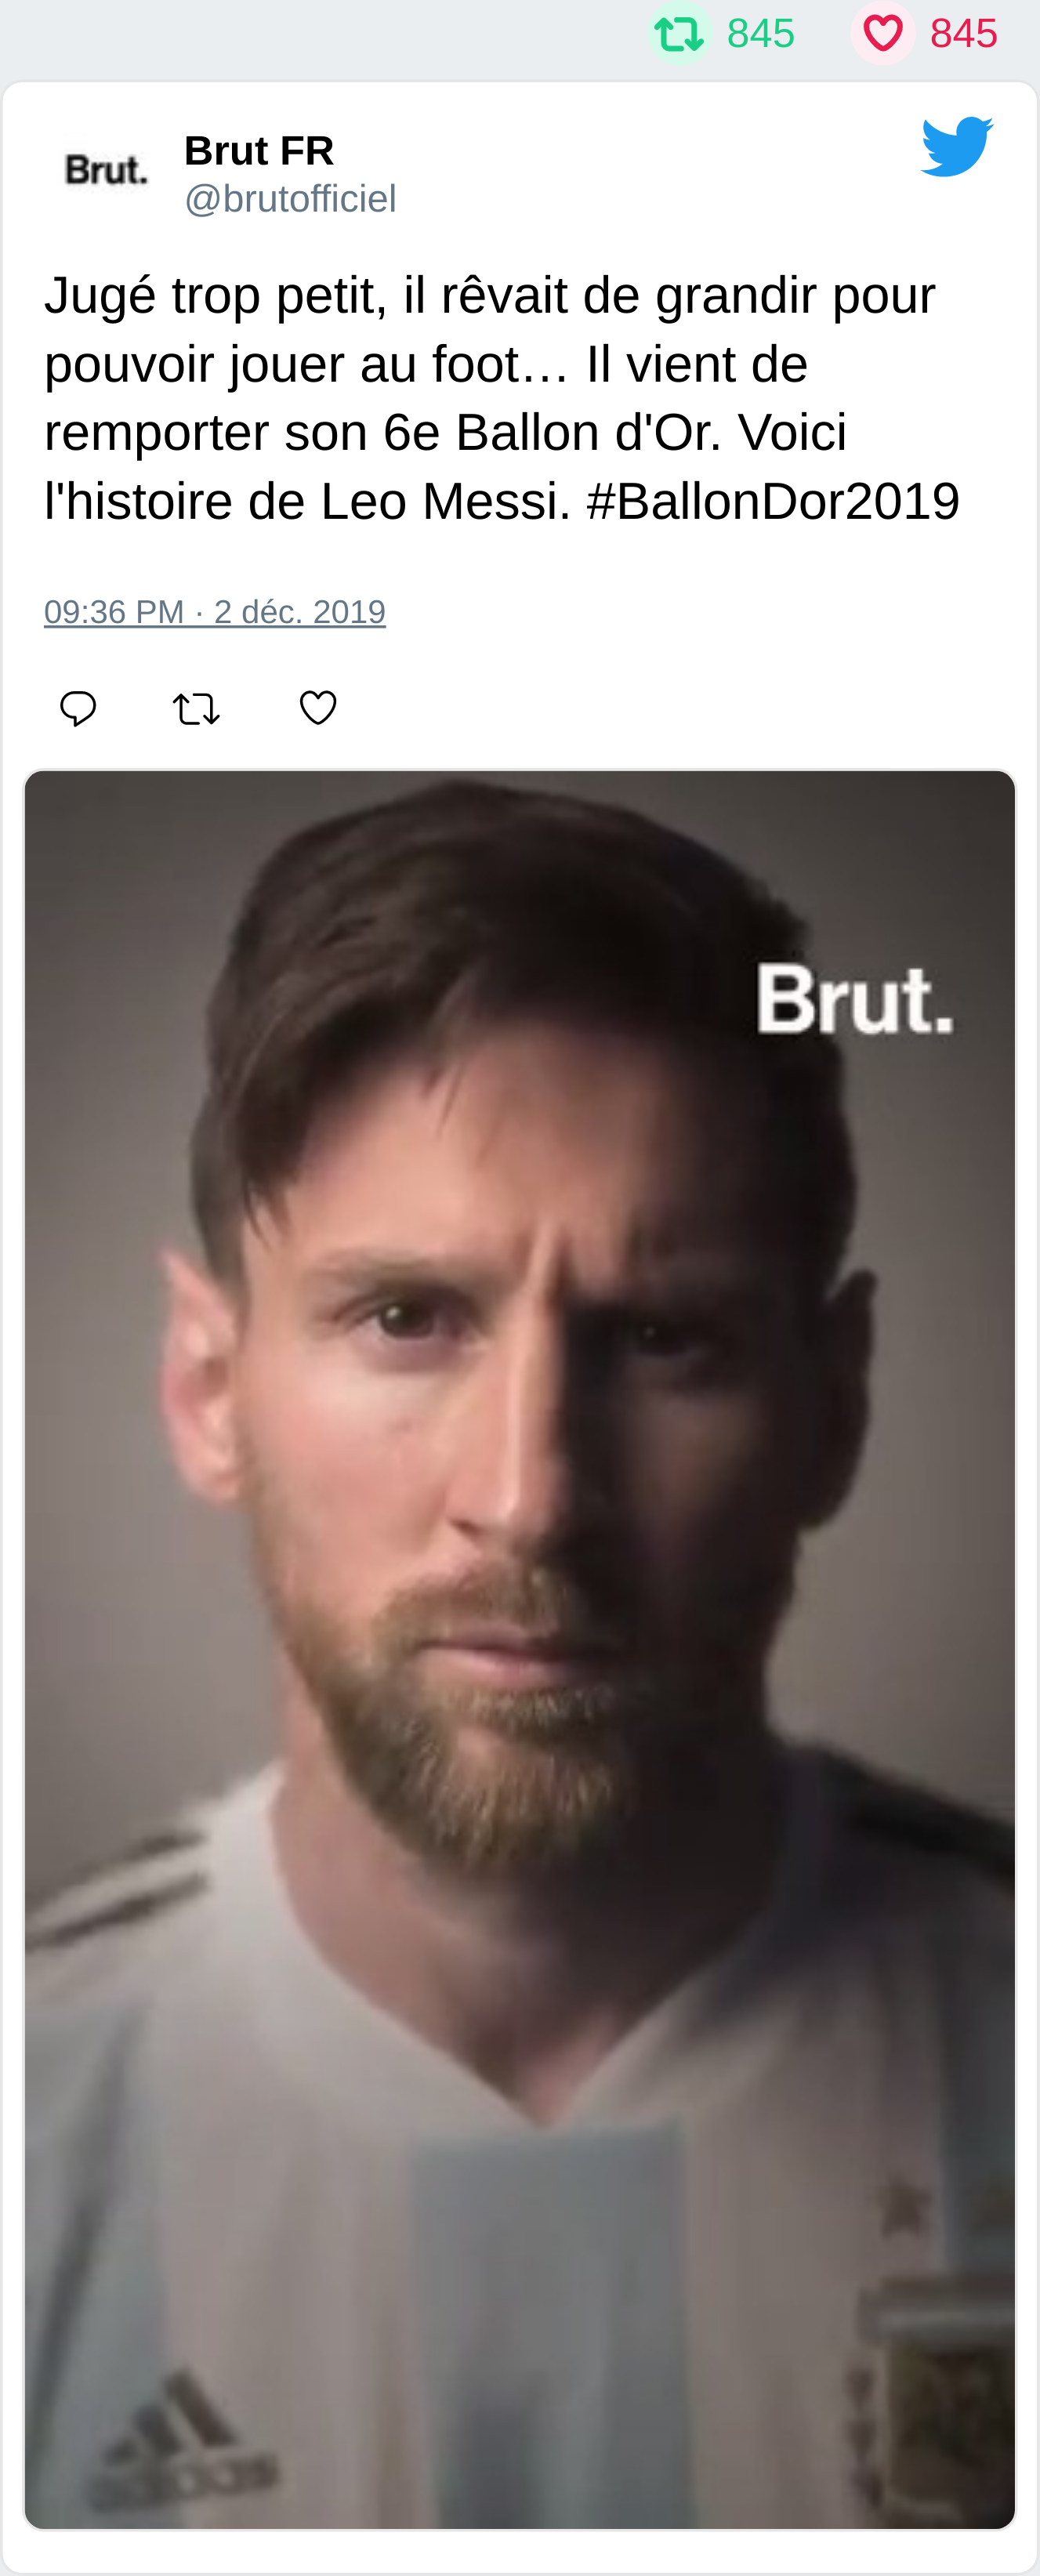 845 845
Brut.
Brut FR
@brutofficiel
Jugé trop petit, il rêvait de grandir pour
pouvoir jouer au foot… Il vient de
remporter son 6e Ballon d'Or. Voici
l'histoire de Leo Messi. #BallonDor2019
09:36 PM · 2 déc. 2019
Brut.
adidas